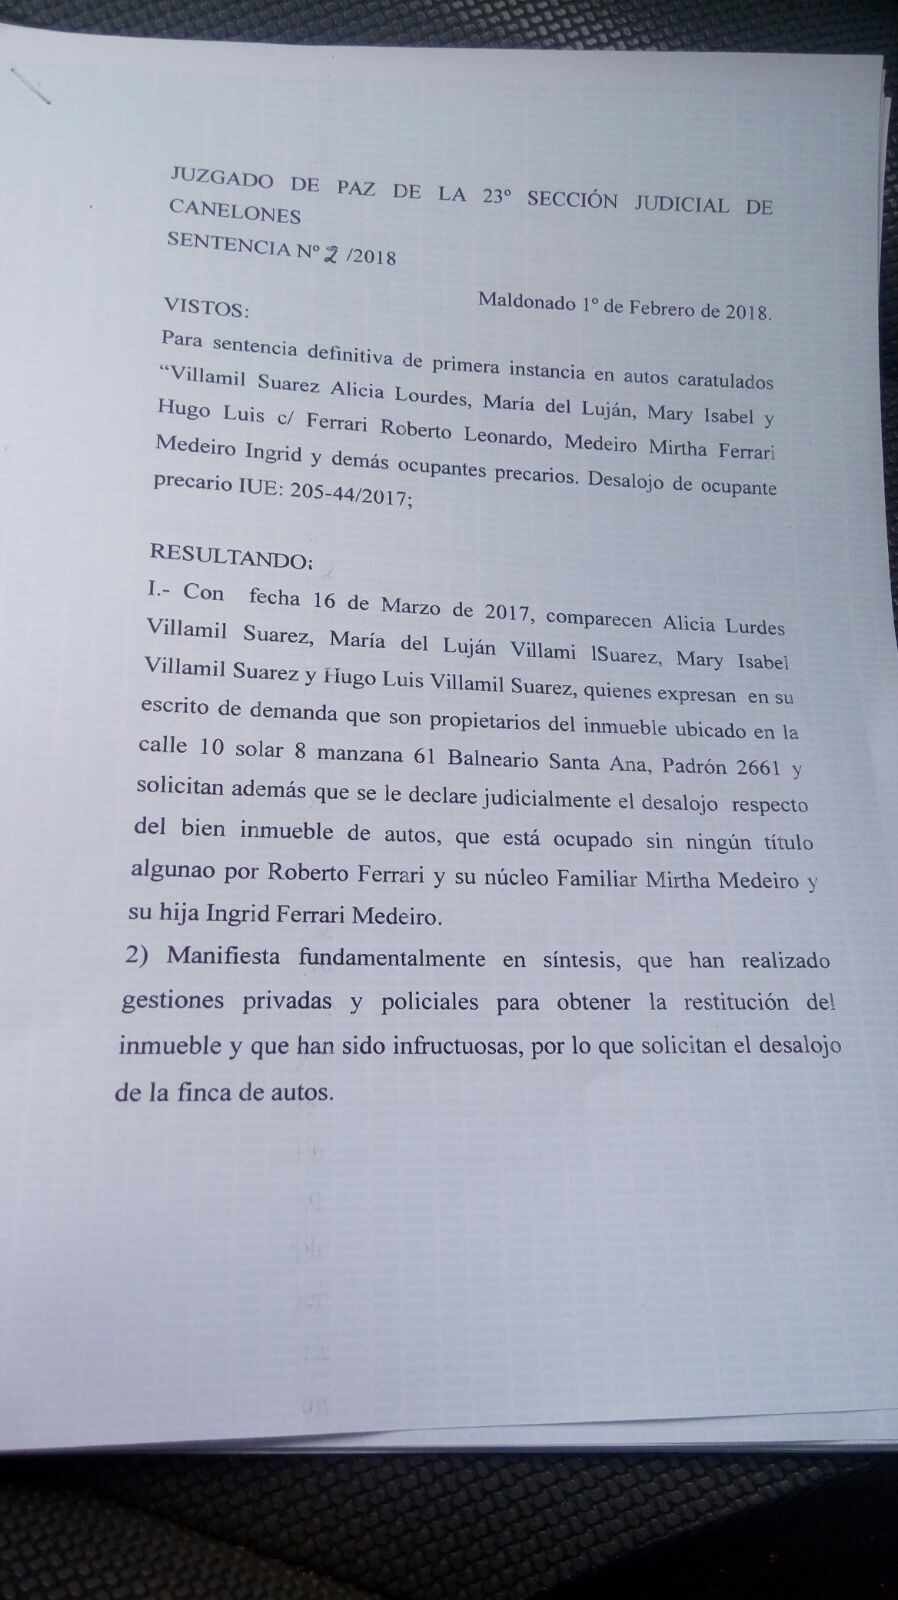 JUZGADO DE PAZ DE LA 23º SECCIÓN JUDICIAL DE
CANELONES
SENTENCIA Nº 2 /2018
Maldonado 1º de Febrero de 2018.
VISTOS:
Para sentencia definitiva de primera instancia en autos caratulados
“Villamil Suarez Alicia Lourdes, María del Luján, Mary Isabel y
Hugo Luis c/ Ferrari Roberto Leonardo, Medeiro Mirtha Ferrari
Medeiro Ingrid y demás ocupantes precarios. Desalojo de ocupante
precario IUE: 205-44/2017;
RESULTANDO:
I.- Con fecha 16 de Marzo de 2017, comparecen Alicia Lurdes
Villamil Suarez, María del Luján Villami lSuarez, Mary Isabel
Villamil Suarez y Hugo Luis Villamil Suarez, quienes expresan en su
escrito de demanda que son propietarios del inmueble ubicado en la
calle 10 solar 8 manzana 61 Balneario Santa Ana, Padrón 2661 y
solicitan además que se le declare judicialmente el desalojo respecto
del bien inmueble de autos, que está ocupado sin ningún título
algunao por Roberto Ferrari y su núcleo Familiar Mirtha Medeiro y
su hija Ingrid Ferrari Medeiro.
2) Manifiesta fundamentalmente en síntesis, que han realizado
gestiones privadas y policiales para obtener la restitución del
inmueble y que han sido infructuosas, por lo que solicitan el desalojo
de la finca de autos.